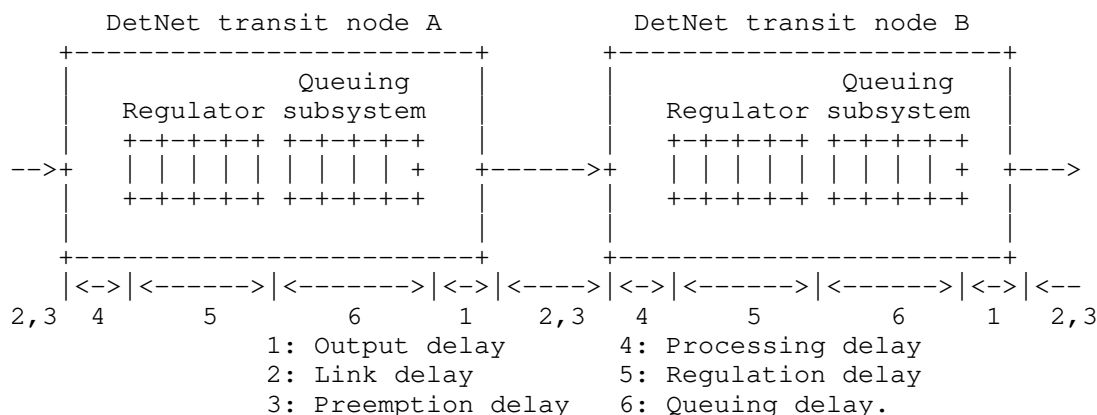 DetNet transit node A            DetNet transit node B
   +-------------------------+       +------------------------+
   |              Queuing    |       |              Queuing   |
   |   Regulator subsystem   |       |   Regulator subsystem  |
   |   +-+-+-+-+ +-+-+-+-+   |       |   +-+-+-+-+ +-+-+-+-+  |
-->+   | | | | | | | | | +   +------>+   | | | | | | | | | +  +--->
   |   +-+-+-+-+ +-+-+-+-+   |       |   +-+-+-+-+ +-+-+-+-+  |
   |                         |       |                        |
   +-------------------------+       +------------------------+
   |<->|<------>|<------->|<->|<---->|<->|<------>|<------>|<->|<--
2,3  4      5        6      1    2,3   4      5        6     1   2,3
              1: Output delay       4: Processing delay
              2: Link delay         5: Regulation delay
              3: Preemption delay   6: Queuing delay.